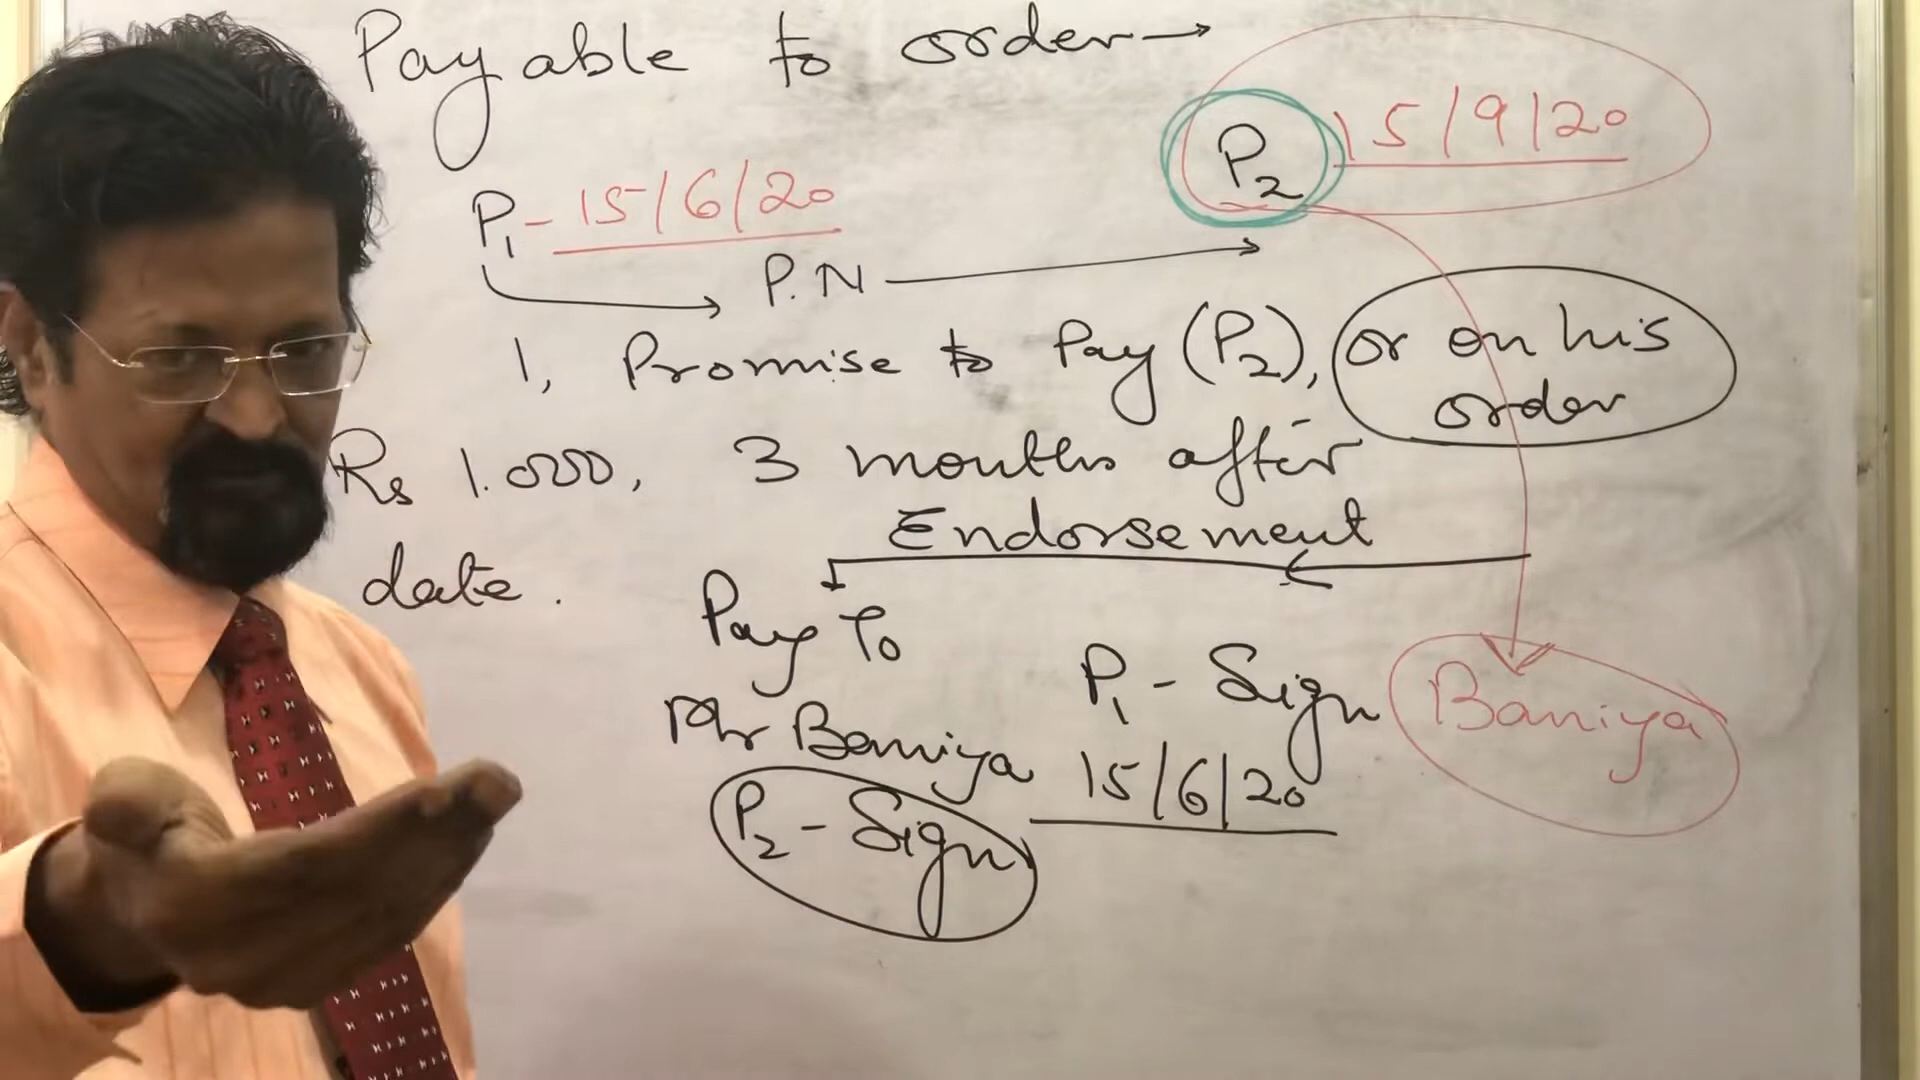 Payable to order →
P2 15/9/20
P1 - 15/6/20
P.N
1, Promise to Pay (P2), or on his order
Rs 1.000, 3 months after
date.
Endorsement
Pay To
Mr Baniya
P2 - Sign
P1 - Sign
15/6/20
Baniya